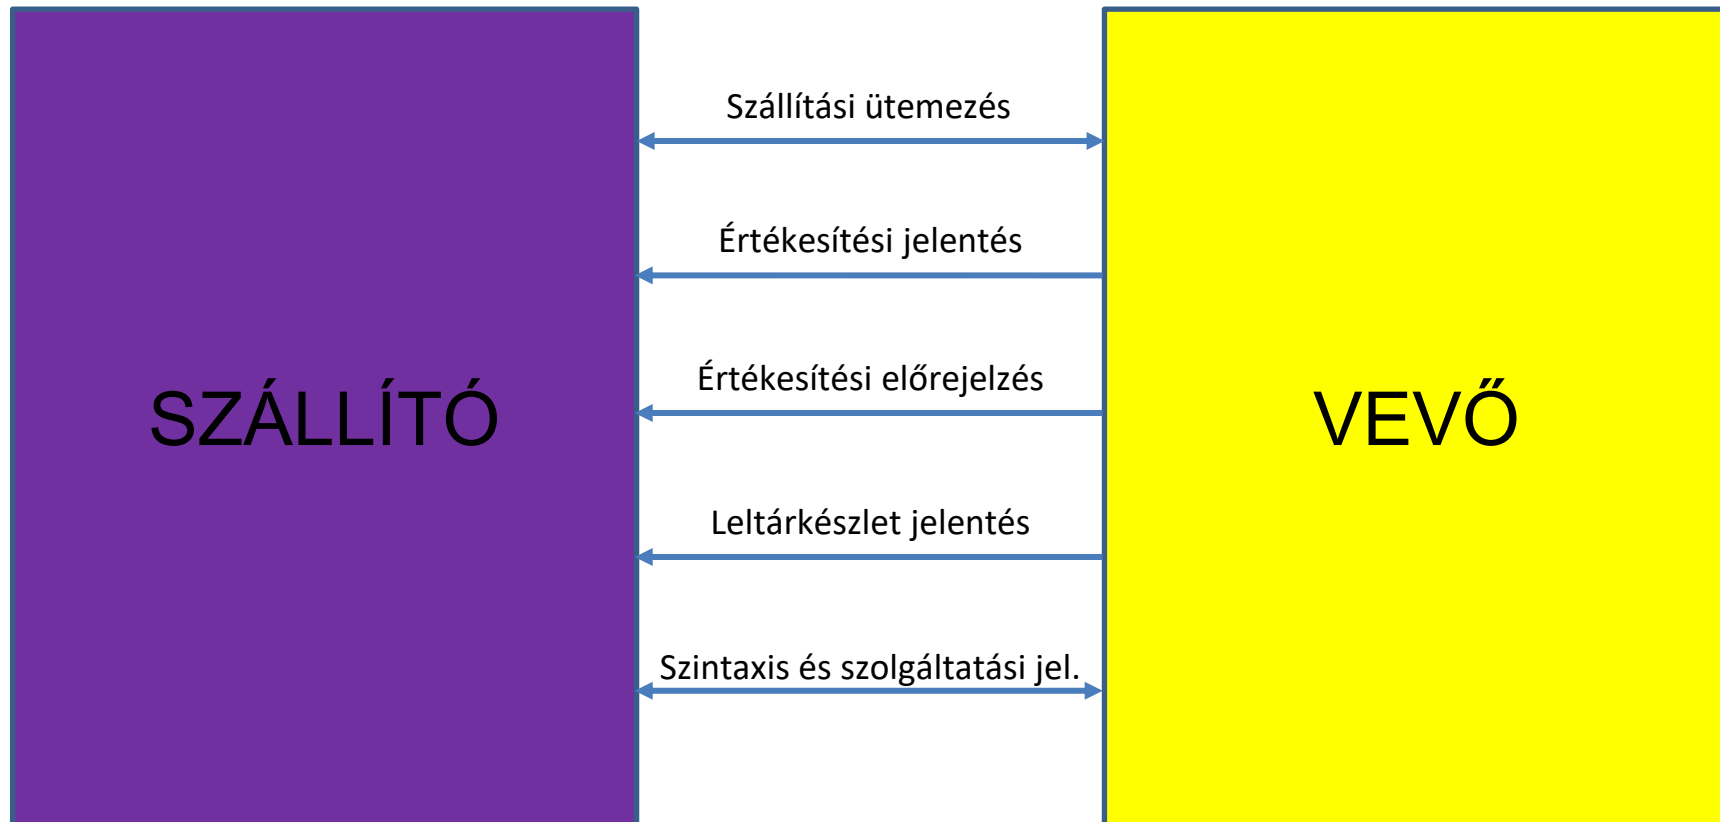 Szállítási ütemezés
Értékesítési jelentés
Értékesítési előrejelzés
SZÁLLÍTÓ
VEVŐ
Leltárkészlet jelentés
Szintaxis és szolgáltatási jel.